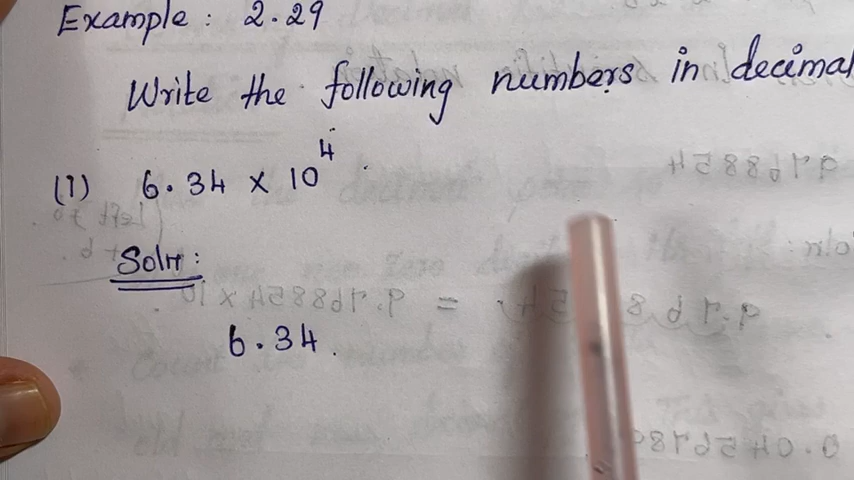 Example: 2.29
Write the following numbers in decimal
(1) 6.34 × 10⁴
Soln:
6.34.